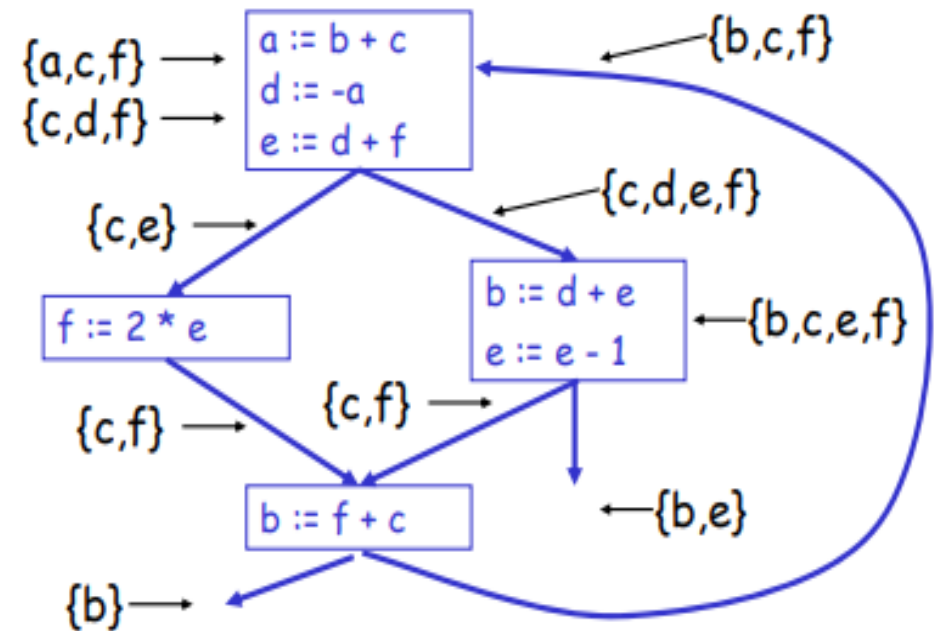 a := b + c
d := -a
e := d + f
{a,c,f}
{c,d,f}
{b,c,f}
{c,e}
{c,d,e,f}
f := 2 * e
b := d + e
e := e - 1
{b,c,e,f}
{c,f}
{c,f}
b := f + c
{b,e}
{b}